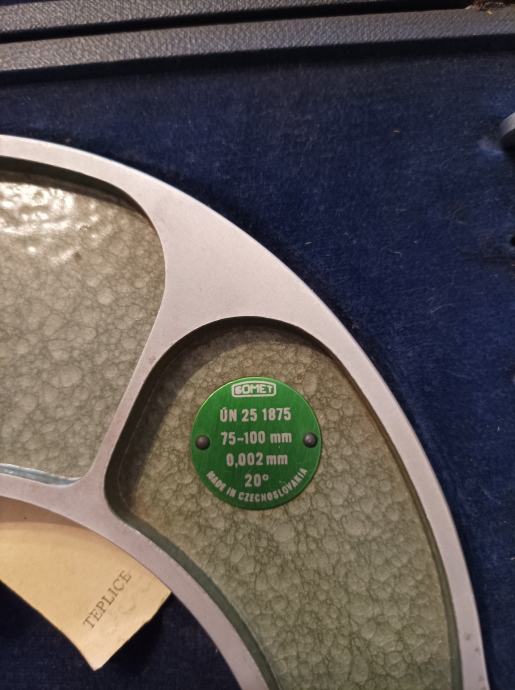 SOMET
ÚN 25 1875
75-100 mm
0,002 mm
20°
MADE IN CZECHOSLOVAKIA
TEPLICE